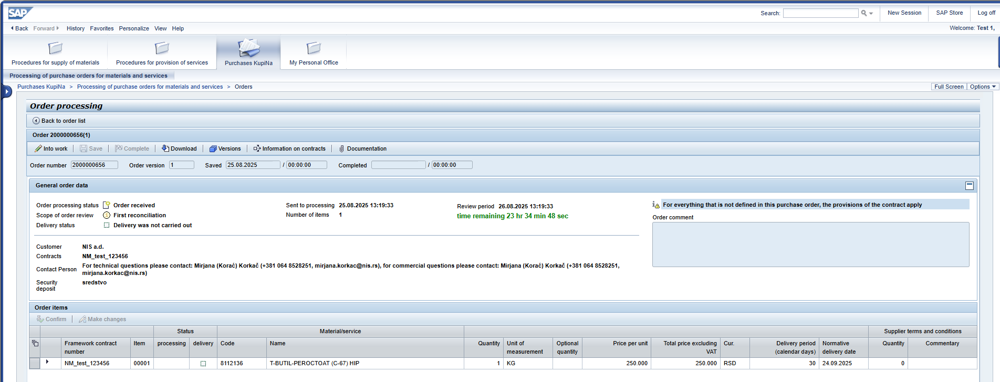 SAP
Search:
New Session
SAP Store
Log off
Back Forward History Favorites Personalize View Help
Welcome: Test 1,
Procedures for supply of materials
Procedures for provision of services
Purchases KupiNa
My Personal Office
Processing of purchase orders for materials and services
Purchases KupiNa > Processing of purchase orders for materials and services > Orders
Full Screen Options
Order processing
Back to order list
Order 2000000656(1)
Into work Save Complete Download Versions Information on contracts Documentation
Order number 2000000656 Order version 1 Saved 25.08.2025 / 00:00:00 Completed / 00:00:00
General order data
Order processing status Order received
Scope of order review First reconciliation
Delivery status Delivery was not carried out
Sent to processing 25.08.2025 13:19:33
Number of items 1
Review period 26.08.2025 13:19:33
time remaining 23 hr 34 min 48 sec
For everything that is not defined in this purchase order, the provisions of the contract apply
Order comment
Customer NIS a.d.
Contracts NM_test_123456
Contact Person For technical questions please contact: Mirjana (Korać) Korkač (+381 064 8528251, mirjana.korkac@nis.rs), for commercial questions please contact: Mirjana (Korać) Korkač (+381 064 8528251,
mirjana.korkac@nis.rs)
Security
deposit
sredstvo
Order items
Confirm Make changes
Status Material/service Supplier terms and conditions
Framework contract
number
Item
processing
delivery
Code
Name
Quantity
Unit of
measurement
Optional
quantity
Price per unit
Total price excluding
VAT
Cur.
Delivery period
(calendar days)
Normative
delivery date
Quantity
Commentary
NM_test_123456 00001 8112136 T-BUTIL-PEROCTOAT (C-67) HIP 1 KG 250.000 250.000 RSD 30 24.09.2025 0